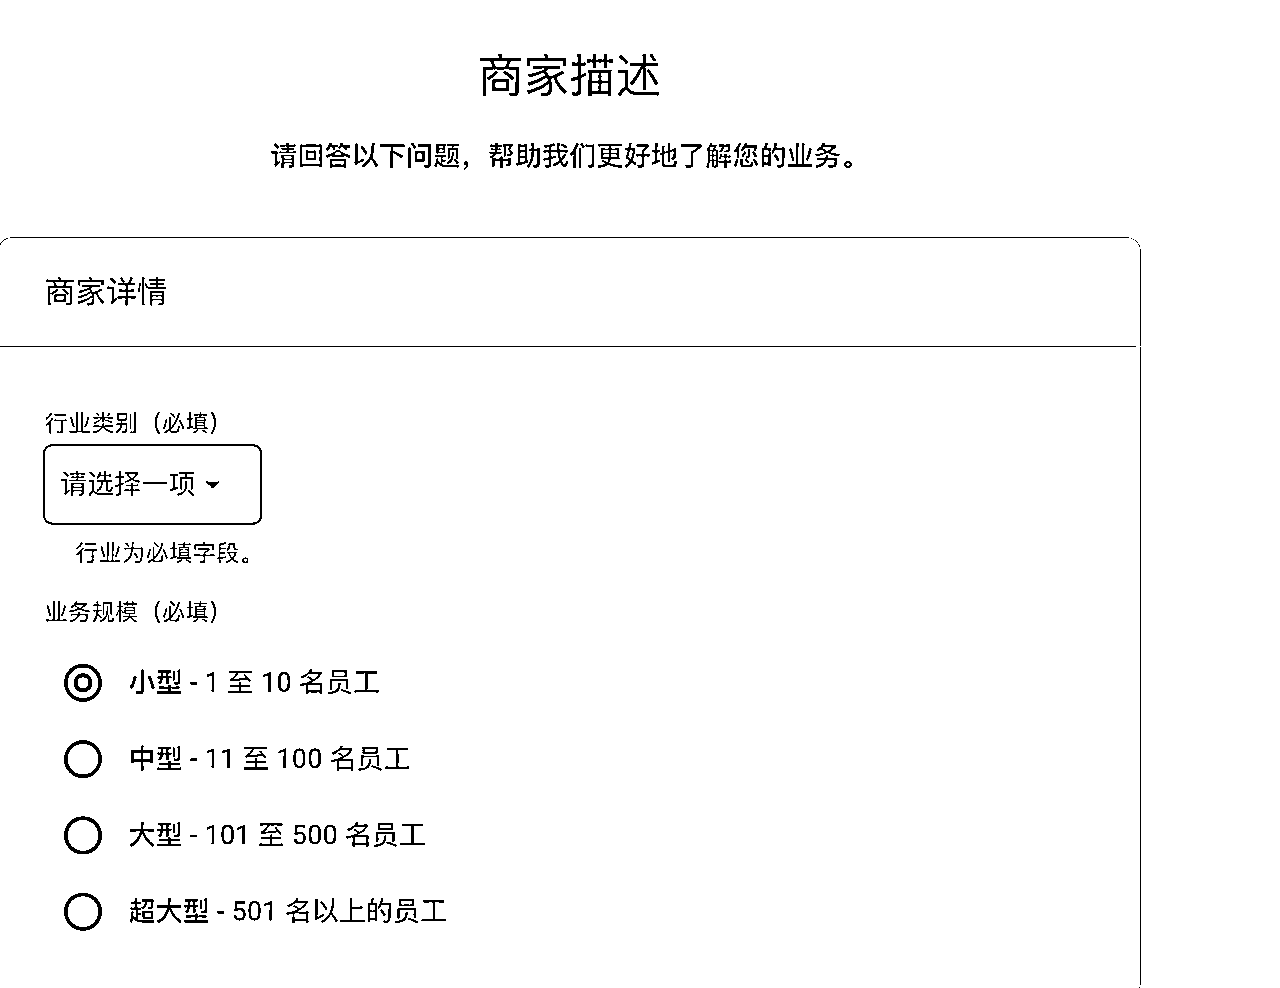 商家描述
请回答以下问题，帮助我们更好地了解您的业务。
商家详情
行业类别（必填）
请选择一项
行业为必填字段。
业务规模（必填）
小型 - 1 至 10 名员工
中型 - 11 至 100 名员工
大型 - 101 至 500 名员工
超大型 - 501 名以上的员工